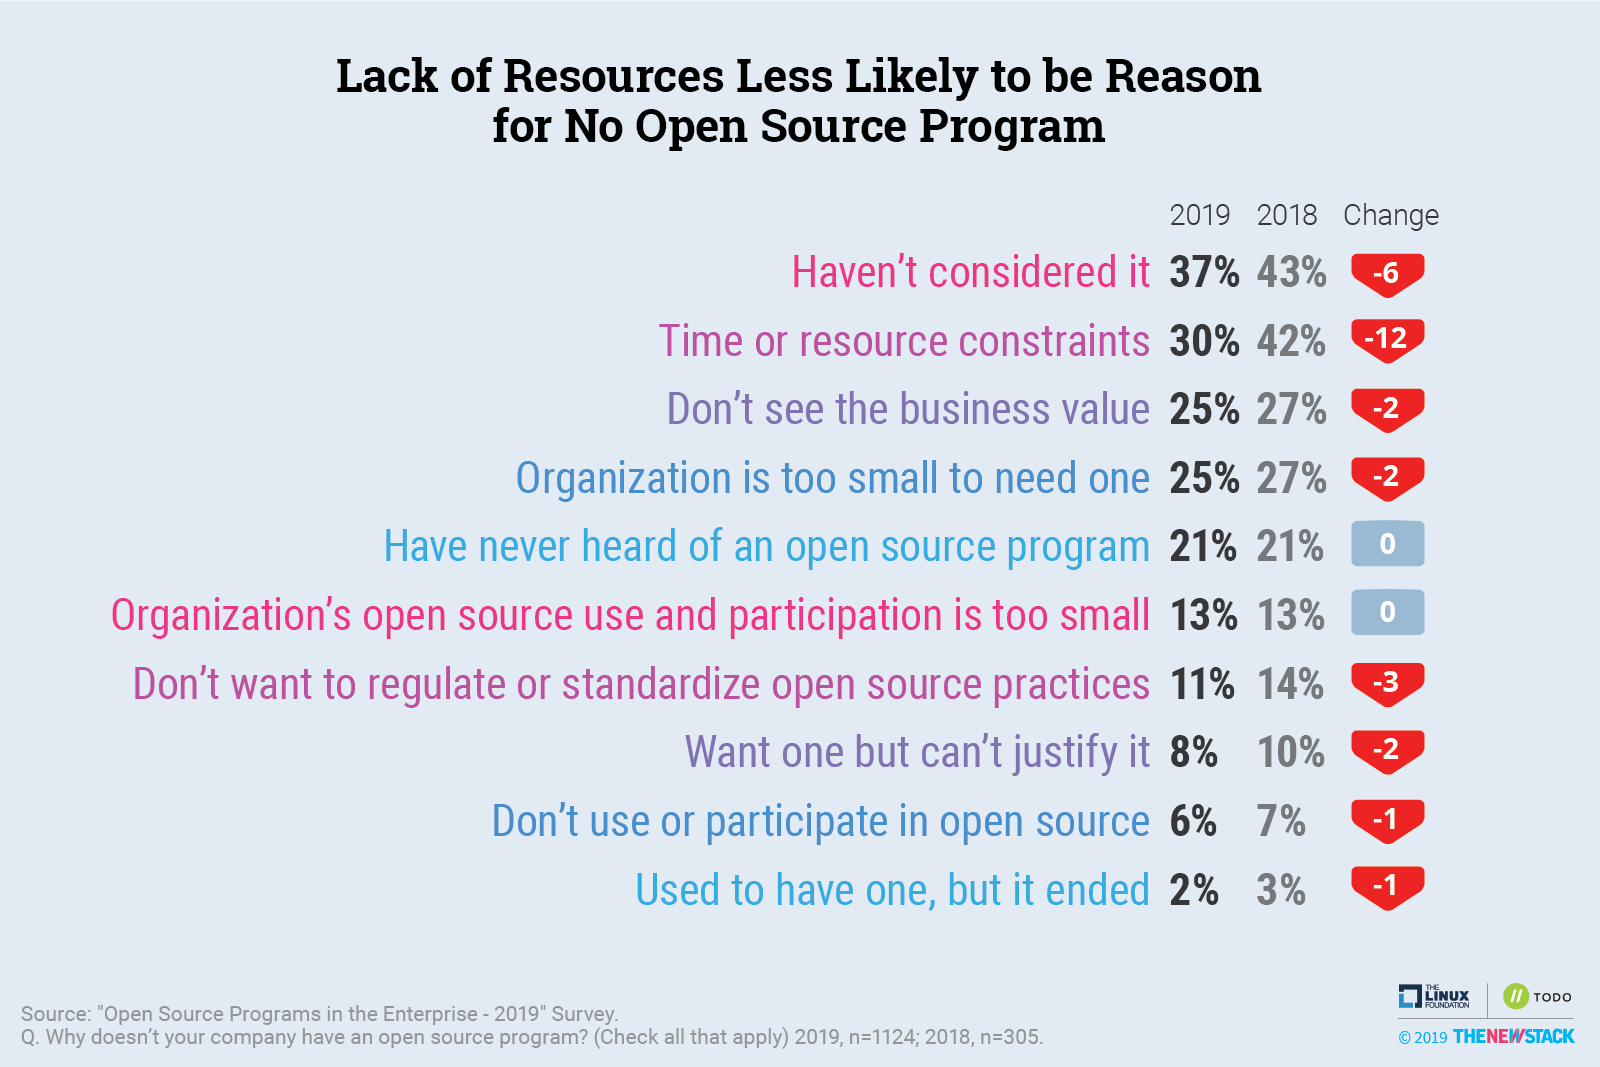 Lack of Resources Less Likely to be Reason
for No Open Source Program
2019 2018 Change
Haven’t considered it 37% 43% -6
Time or resource constraints 30% 42% -12
Don’t see the business value 25% 27% -2
Organization is too small to need one 25% 27% -2
Have never heard of an open source program 21% 21% 0
Organization’s open source use and participation is too small 13% 13% 0
Don’t want to regulate or standardize open source practices 11% 14% -3
Want one but can’t justify it 8% 10% -2
Don’t use or participate in open source 6% 7% -1
Used to have one, but it ended 2% 3% -1
Source: "Open Source Programs in the Enterprise - 2019" Survey.
Q. Why doesn’t your company have an open source program? (Check all that apply) 2019, n=1124; 2018, n=305.
THE
LINUX
FOUNDATION
// TODO
© 2019 THENEWSTACK